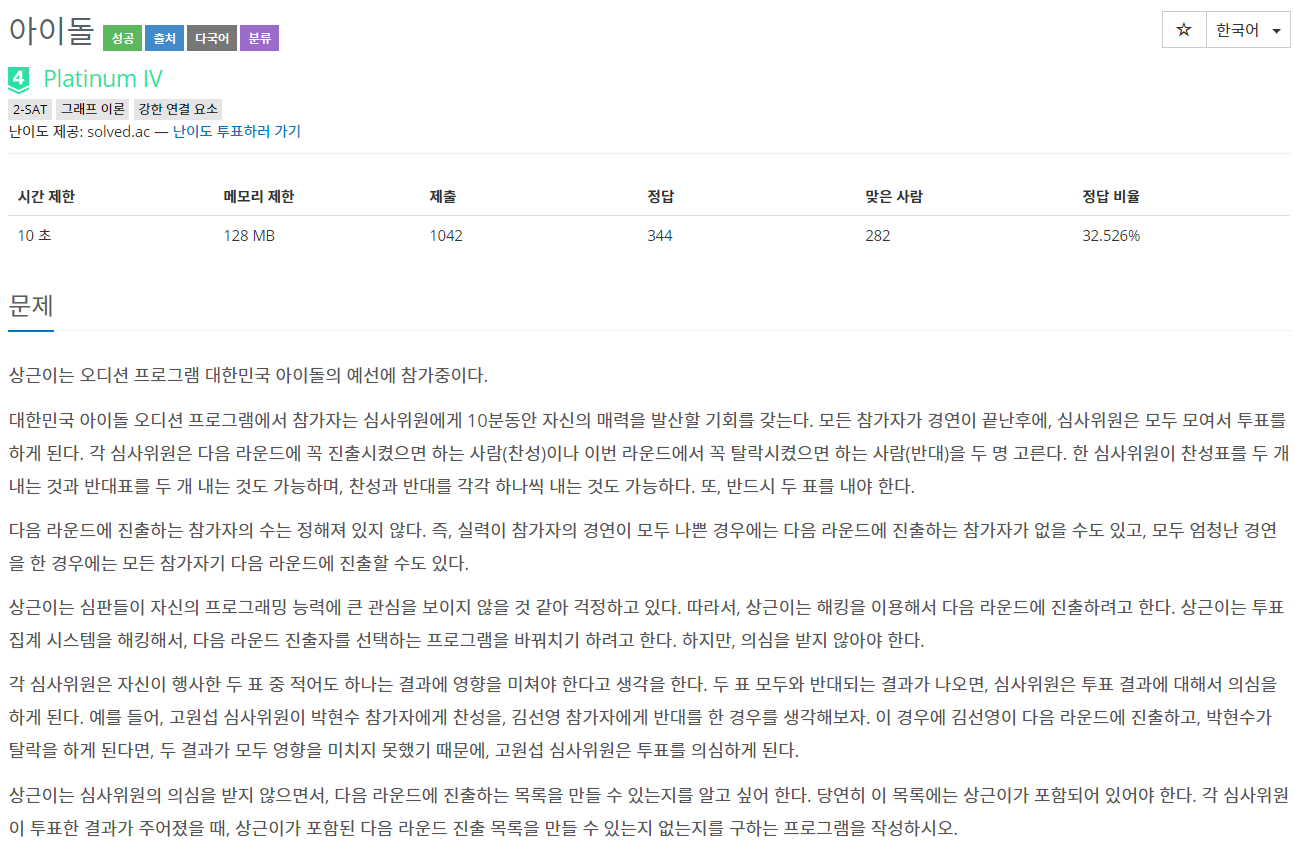 아이돌 성공 출처 다국어 분류 ☆ 한국어
4 Platinum IV
2-SAT 그래프 이론 강한 연결 요소
난이도 제공: solved.ac — 난이도 투표하러 가기
시간 제한 메모리 제한 제출 정답 맞은 사람 정답 비율
10 초 128 MB 1042 344 282 32.526%
문제
상근이는 오디션 프로그램 대한민국 아이돌의 예선에 참가중이다.
대한민국 아이돌 오디션 프로그램에서 참가자는 심사위원에게 10분동안 자신의 매력을 발산할 기회를 갖는다. 모든 참가자가 경연이 끝난후에, 심사위원은 모두 모여서 투표를
하게 된다. 각 심사위원은 다음 라운드에 꼭 진출시켰으면 하는 사람(찬성)이나 이번 라운드에서 꼭 탈락시켰으면 하는 사람(반대)을 두 명 고른다. 한 심사위원이 찬성표를 두 개
내는 것과 반대표를 두 개 내는 것도 가능하며, 찬성과 반대를 각각 하나씩 내는 것도 가능하다. 또, 반드시 두 표를 내야 한다.
다음 라운드에 진출하는 참가자의 수는 정해져 있지 않다. 즉, 실력이 참가자의 경연이 모두 나쁜 경우에는 다음 라운드에 진출하는 참가자가 없을 수도 있고, 모두 엄청난 경연
을 한 경우에는 모든 참가자기 다음 라운드에 진출할 수도 있다.
상근이는 심판들이 자신의 프로그래밍 능력에 큰 관심을 보이지 않을 것 같아 걱정하고 있다. 따라서, 상근이는 해킹을 이용해서 다음 라운드에 진출하려고 한다. 상근이는 투표
집계 시스템을 해킹해서, 다음 라운드 진출자를 선택하는 프로그램을 바꿔치기 하려고 한다. 하지만, 의심을 받지 않아야 한다.
각 심사위원은 자신이 행사한 두 표 중 적어도 하나는 결과에 영향을 미쳐야 한다고 생각을 한다. 두 표 모두와 반대되는 결과가 나오면, 심사위원은 투표 결과에 대해서 의심을
하게 된다. 예를 들어, 고원섭 심사위원이 박현수 참가자에게 찬성을, 김선영 참가자에게 반대를 한 경우를 생각해보자. 이 경우에 김선영이 다음 라운드에 진출하고, 박현수가
탈락을 하게 된다면, 두 결과가 모두 영향을 미치지 못했기 때문에, 고원섭 심사위원은 투표를 의심하게 된다.
상근이는 심사위원의 의심을 받지 않으면서, 다음 라운드에 진출하는 목록을 만들 수 있는지를 알고 싶어 한다. 당연히 이 목록에는 상근이가 포함되어 있어야 한다. 각 심사위원
이 투표한 결과가 주어졌을 때, 상근이가 포함된 다음 라운드 진출 목록을 만들 수 있는지 없는지를 구하는 프로그램을 작성하시오.